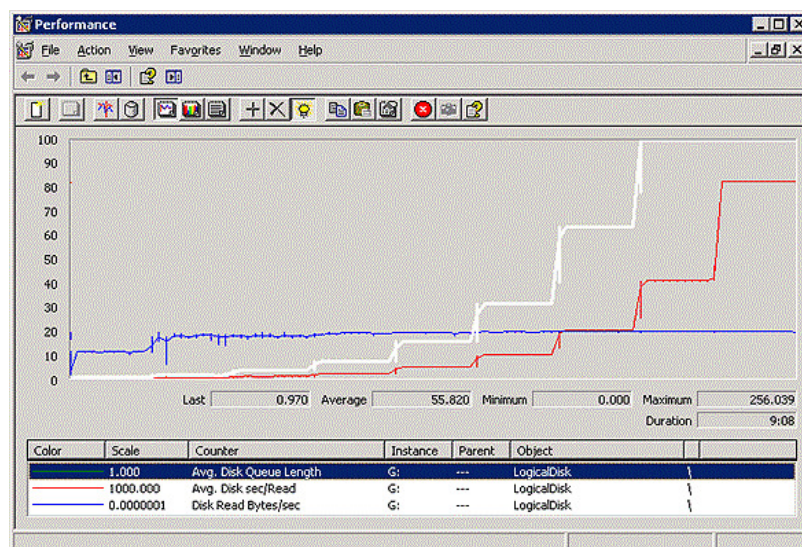 Performance
File Action View Favorites Window Help
100
90
80
70
60
50
40
30
20
10
0
Last 0.970 Average 55.820 Minimum 0.000 Maximum 256.039
Duration 9:08
Color Scale Counter Instance Parent Object
1.000 Avg. Disk Queue Length G: --- LogicalDisk \
1000.000 Avg. Disk sec/Read G: --- LogicalDisk \
0.0000001 Disk Read Bytes/sec G: --- LogicalDisk \